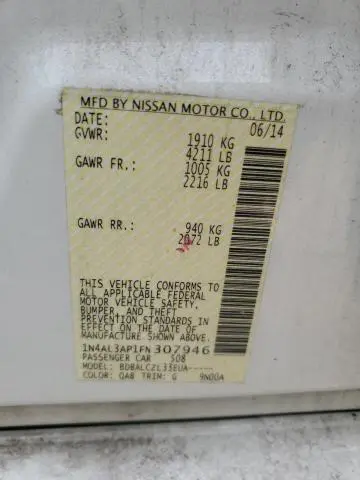 MFD BY NISSAN MOTOR CO., LTD.
DATE: 06/14
GVWR: 1910 KG
4211 LB
GAWR FR.: 1005 KG
2216 LB
GAWR RR.: 940 KG
2072 LB
THIS VEHICLE CONFORMS TO
ALL APPLICABLE FEDERAL
MOTOR VEHICLE SAFETY,
BUMPER, AND THEFT
PREVENTION STANDARDS IN
EFFECT ON THE DATE OF
MANUFACTURE SHOWN ABOVE.
1N4AL3AP1FN307946
PASSENGER CAR 508
MODEL: BDBALCZL33EUA-----
COLOR: QAB TRIM: G 9N00A